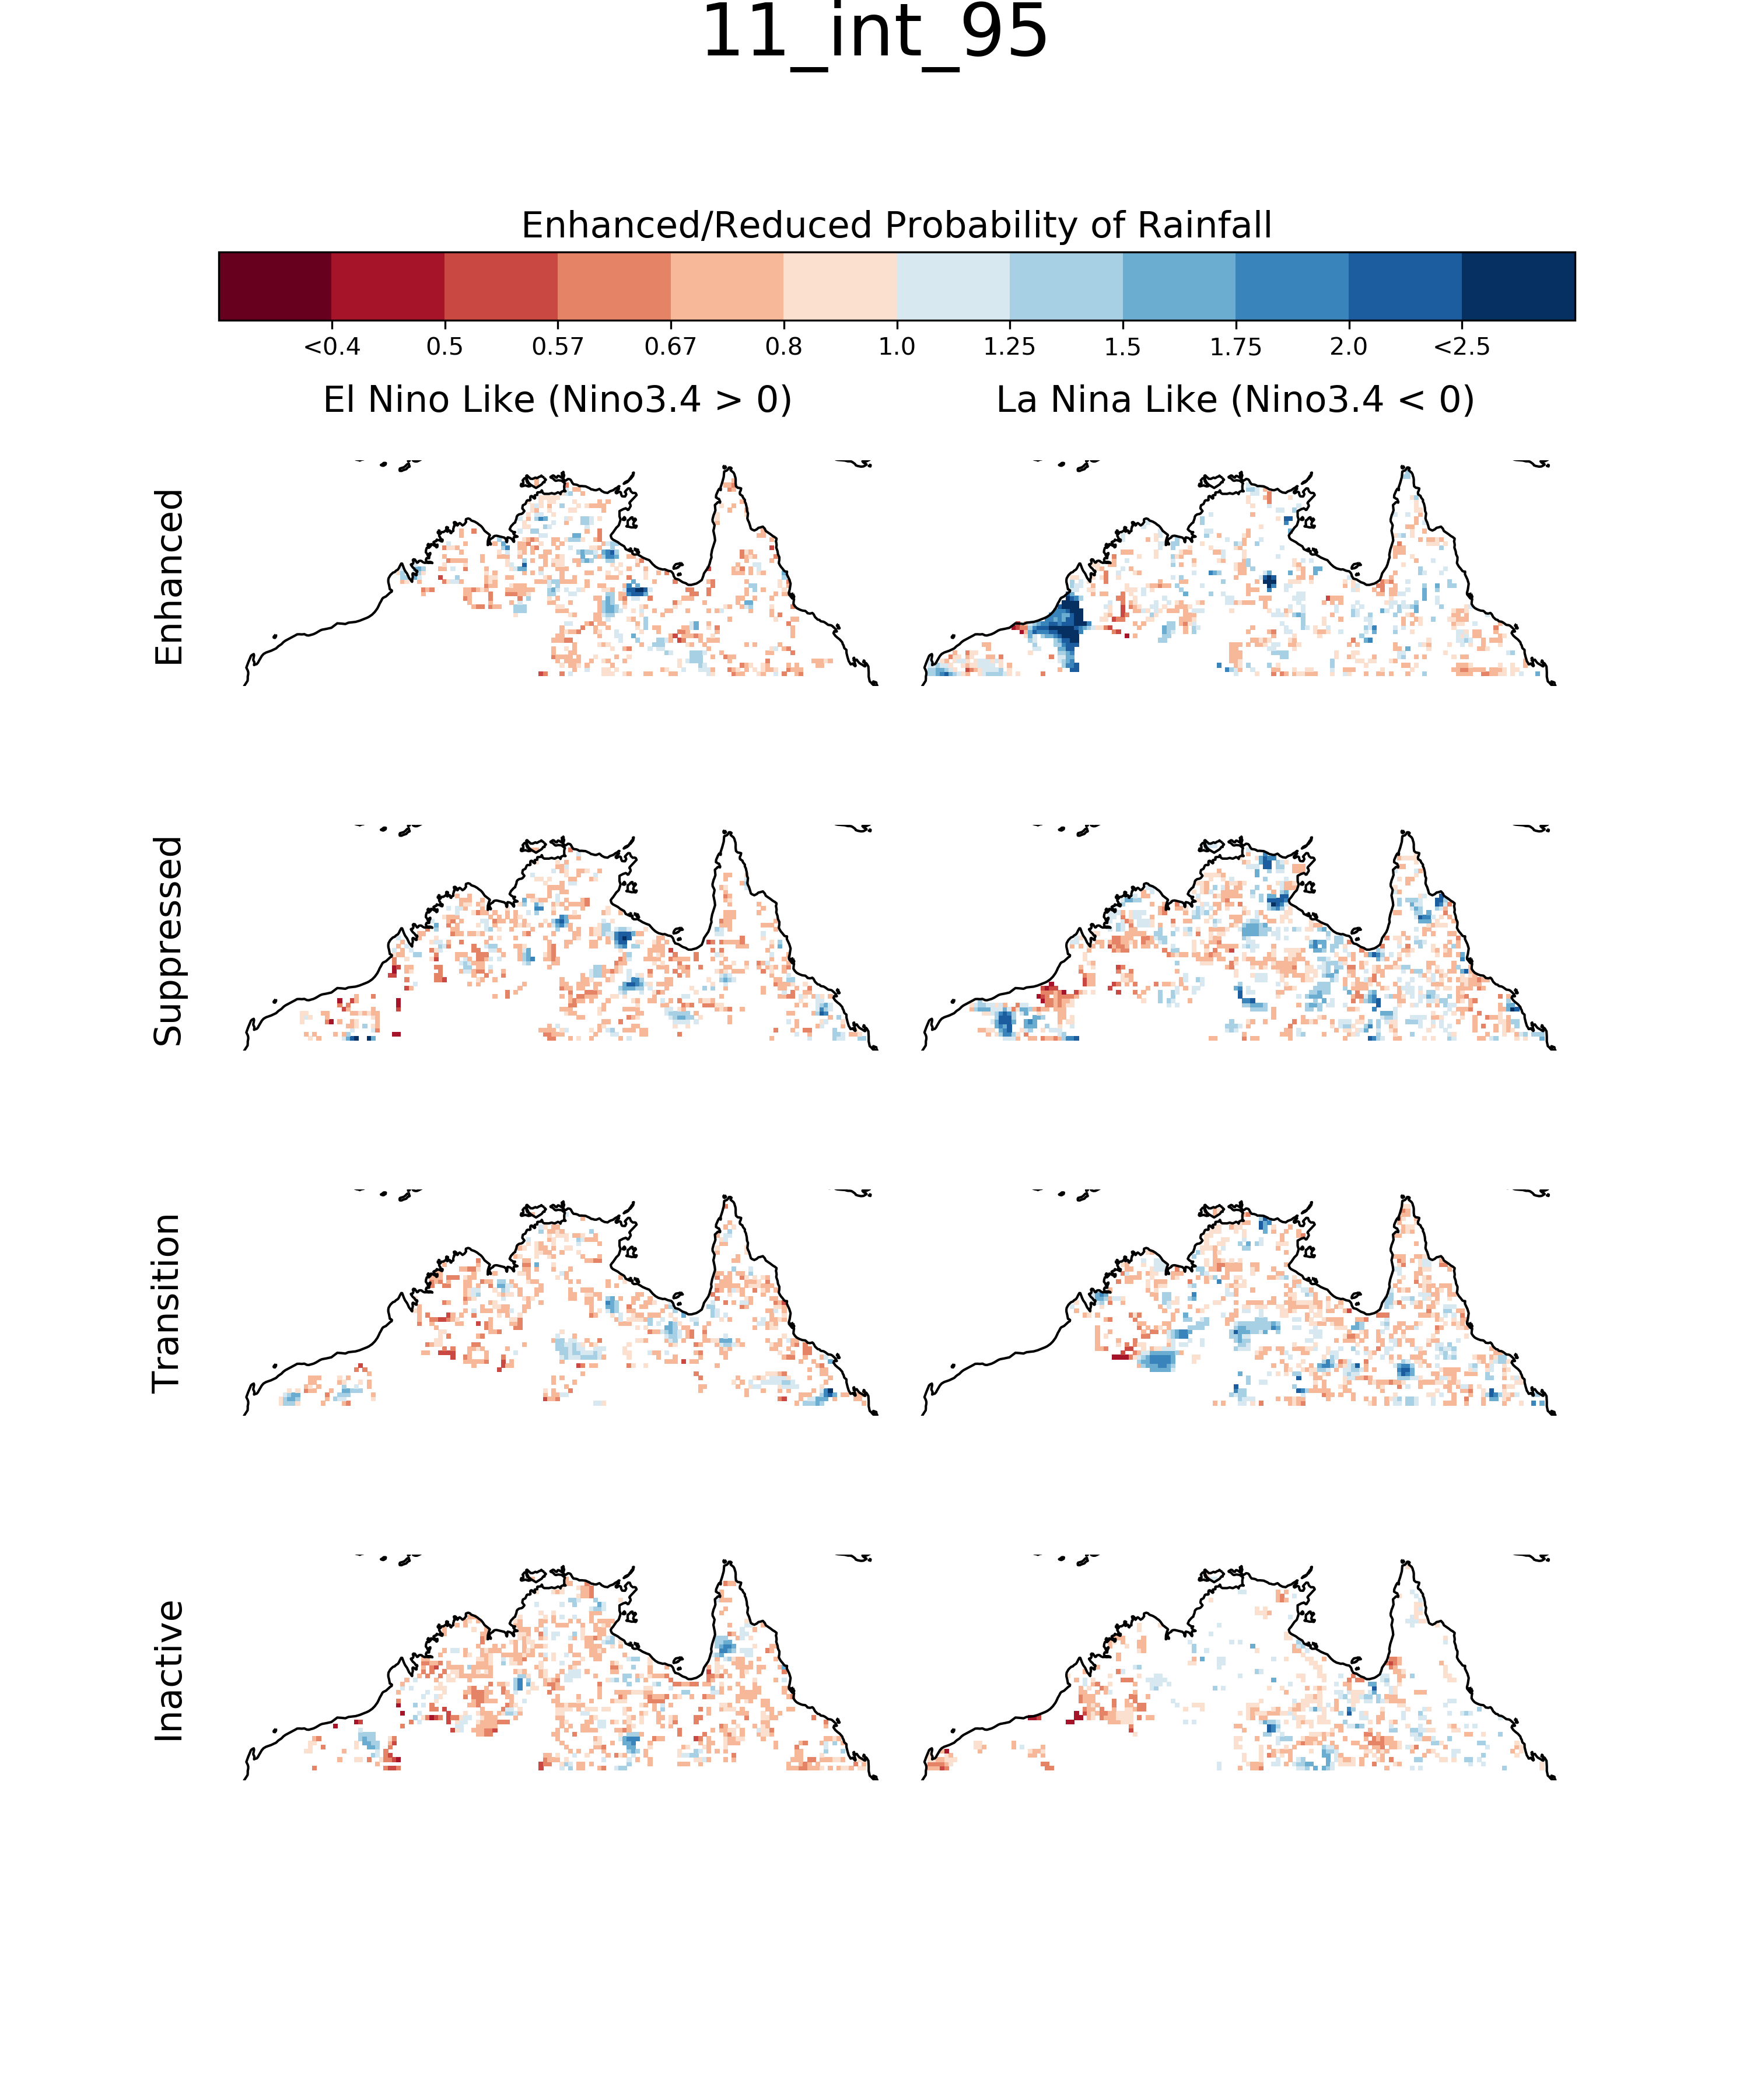 11_int_95
Enhanced/Reduced Probability of Rainfall
<0.4 0.5 0.57 0.67 0.8 1.0 1.25 1.5 1.75 2.0 <2.5
El Nino Like (Nino3.4 > 0) La Nina Like (Nino3.4 < 0)
Enhanced
Suppressed
Transition
Inactive